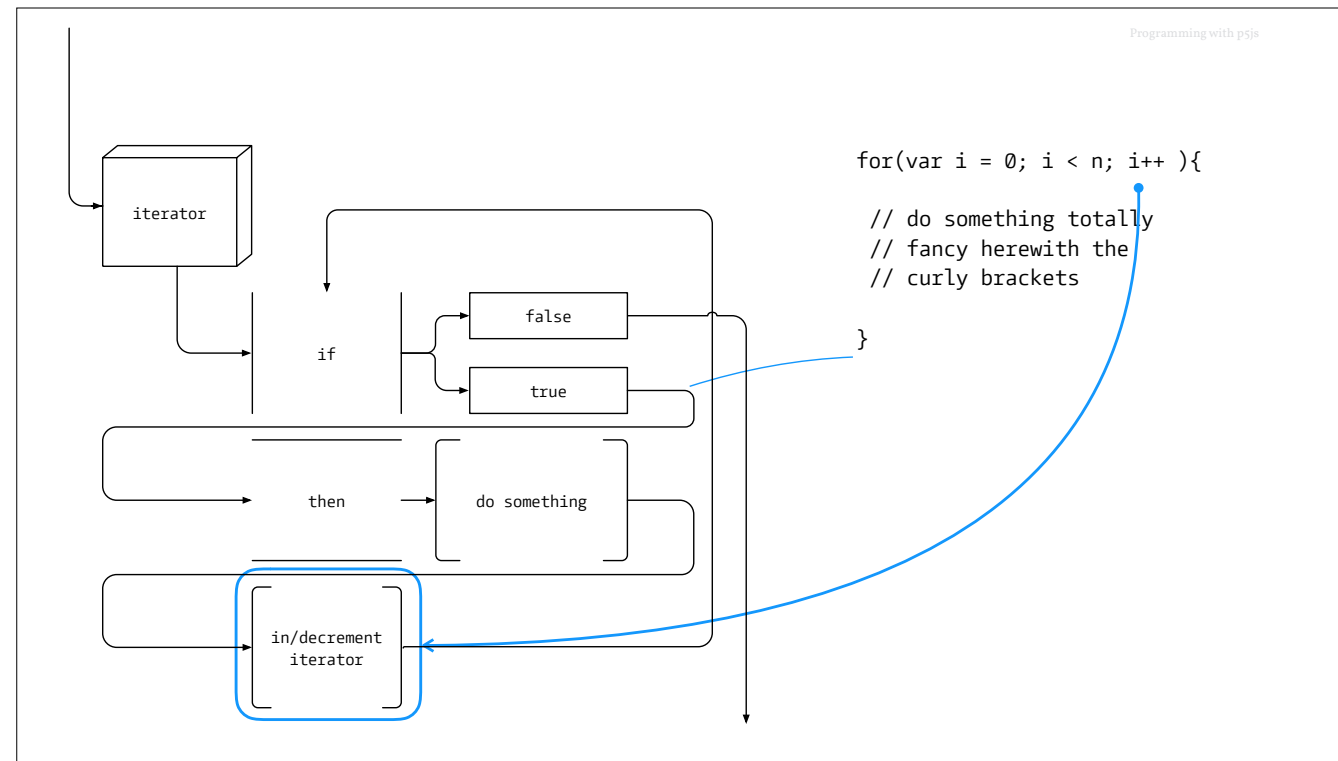 Programming with p5js
iterator
if
false
true
then
do something
in/decrement
iterator
for(var i = 0; i < n; i++ ){
// do something totally
// fancy herewith the
// curly brackets
}